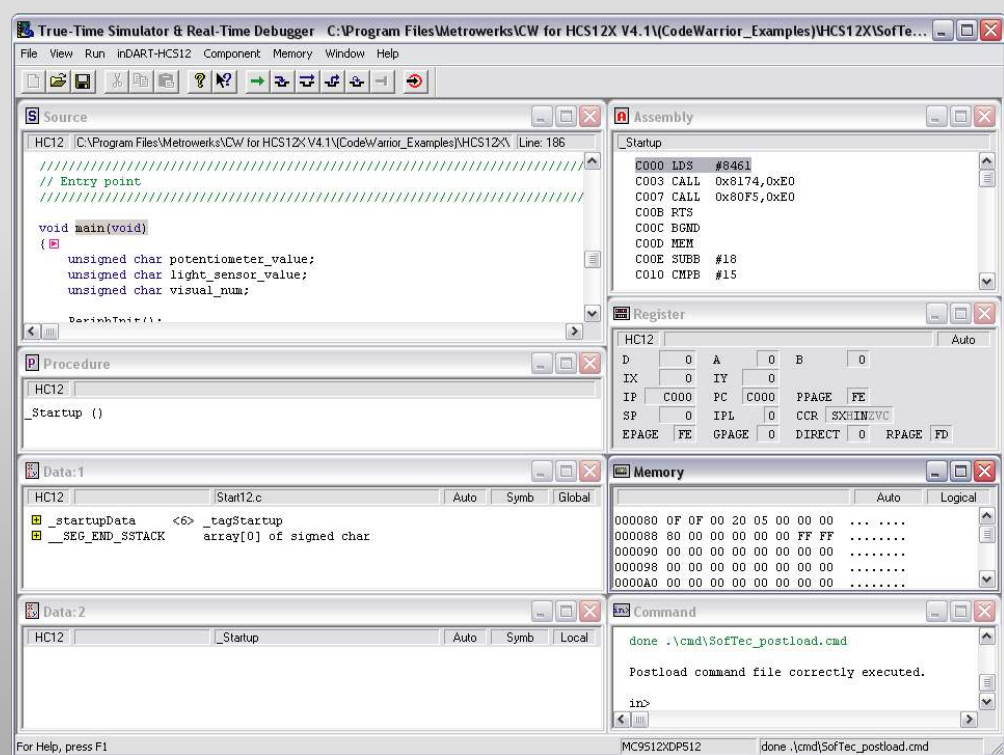 True-Time Simulator & Real-Time Debugger C:\Program Files\Metrowerks\CW for HCS12X V4.1\(CodeWarrior_Examples)\HCS12X\SofTe...
File View Run inDART-HCS12 Component Memory Window Help
Source
HC12 C:\Program Files\Metrowerks\CW for HCS12X V4.1\(CodeWarrior_Examples)\HCS12X\ Line: 186
///////////////////////////////////////////////////////////////////////////
// Entry point
///////////////////////////////////////////////////////////////////////////
void main(void)
{
unsigned char potentiometer_value;
unsigned char light_sensor_value;
unsigned char visual_num;
PeriphInit();
Assembly
_Startup
C000 LDS #8461
C003 CALL 0x8174,0xE0
C007 CALL 0x80F5,0xE0
C00B RTS
C00C BGND
C00D MEM
C00E SUBB #18
C010 CMPB #15
Register
HC12 Auto
D 0 A 0 B 0
IX 0 IY 0
IP C000 PC C000 PPAGE FE
SP 0 IPL 0 CCR SXHINZVC
EPAGE FE GPAGE 0 DIRECT 0 RPAGE FD
Procedure
HC12
_Startup ()
Data:1
HC12 Start12.c Auto Symb Global
_startupData <6> _tagStartup
__SEG_END_SSTACK array[0] of signed char
Memory
Auto Logical
000080 0F 0F 00 20 05 00 00 00 ... ....
000088 80 00 00 00 00 00 FF FF ........
000090 00 00 00 00 00 00 00 00 ........
000098 00 00 00 00 00 00 00 00 ........
0000A0 00 00 00 00 00 00 00 00 ........
Data:2
HC12 _Startup Auto Symb Local
Command
done .\cmd\SofTec_postload.cmd
Postload command file correctly executed.
in>
For Help, press F1 MC9S12XDP512 done .\cmd\SofTec_postload.cmd